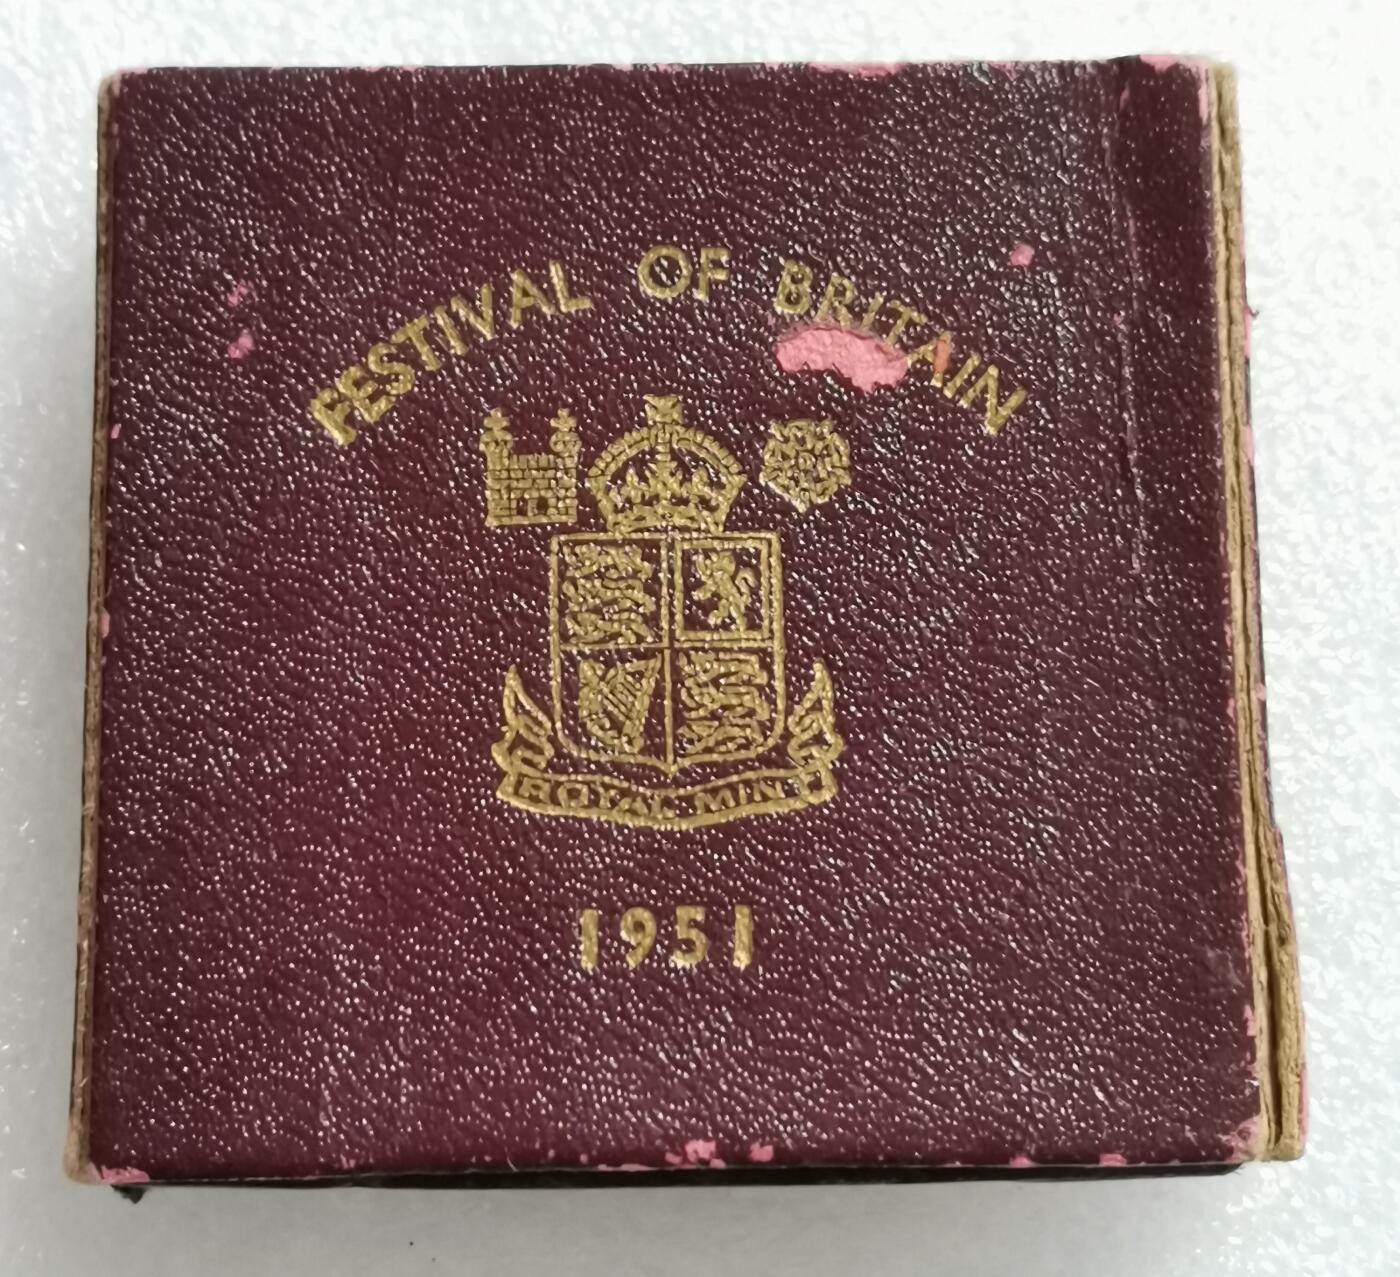 FESTIVAL OF BRITAIN
ROYAL MINT
1951